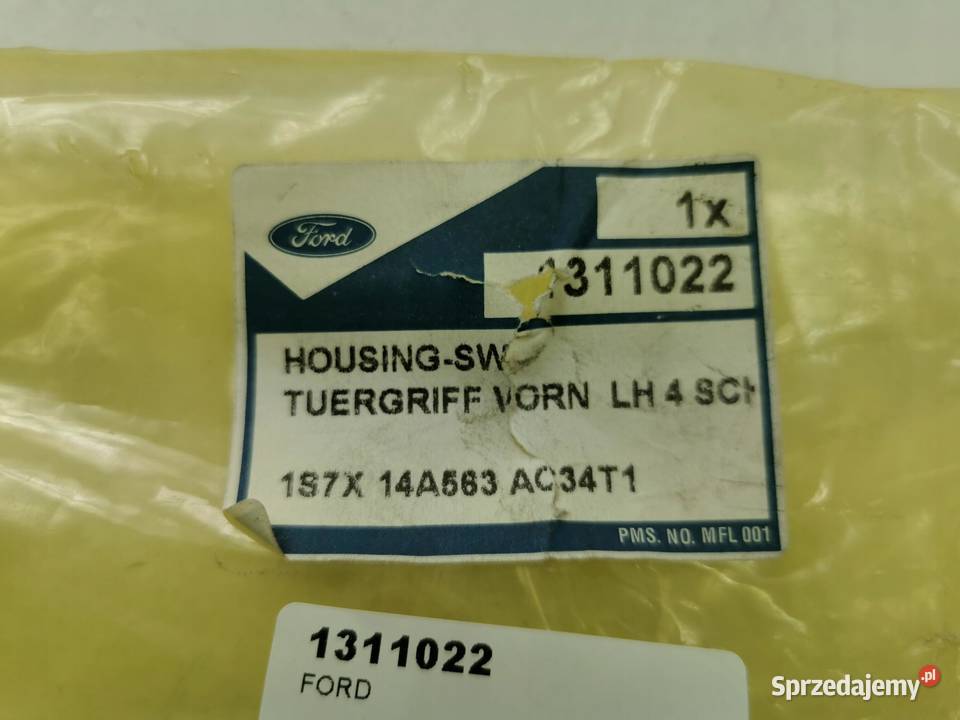 Ford
1x
1311022
HOUSING-SW
TUERGRIFF VORN LH 4 SCH
1S7X 14A563 AC34T1
PMS. NO. MFL 001
1311022
FORD
Sprzedajemy.pl